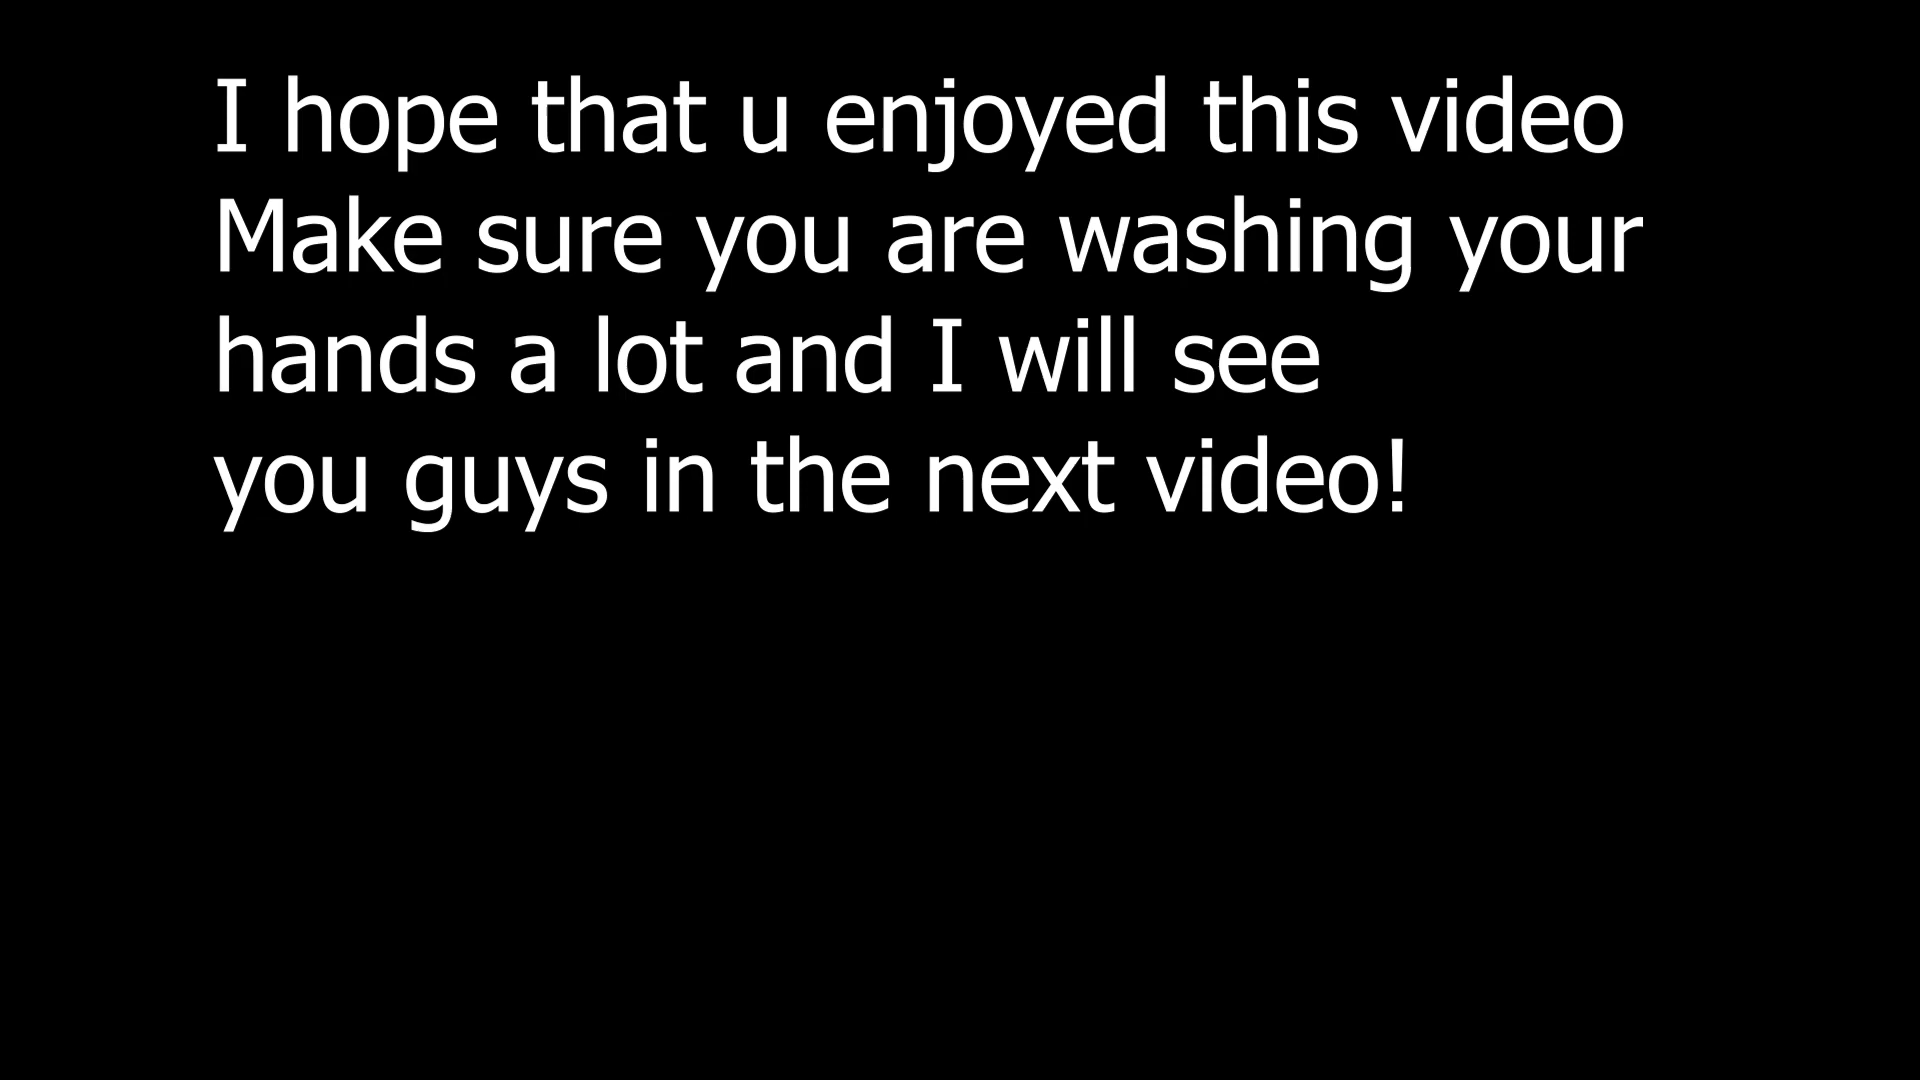 I hope that u enjoyed this video
Make sure you are washing your
hands a lot and I will see
you guys in the next video!